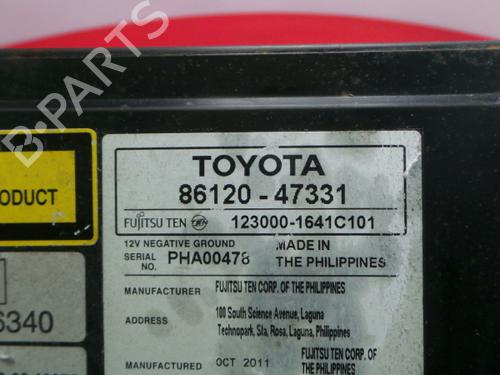 B-PARTS
TOYOTA
86120-47331
FUJITSU TEN TEN 123000-1641C101
12V NEGATIVE GROUND MADE IN
SERIAL NO. PHA00478 THE PHILIPPINES
MANUFACTURER FUJITSU TEN CORP. OF THE PHILIPPINES
ADDRESS 100 South Science Avenue, Laguna
Technopark, Sta. Rosa, Laguna, Philippines
MANUFACTURED OCT 2011 FUJITSU TEN CORP.
OF THE PHILIPPINES
PRODUCT
6340